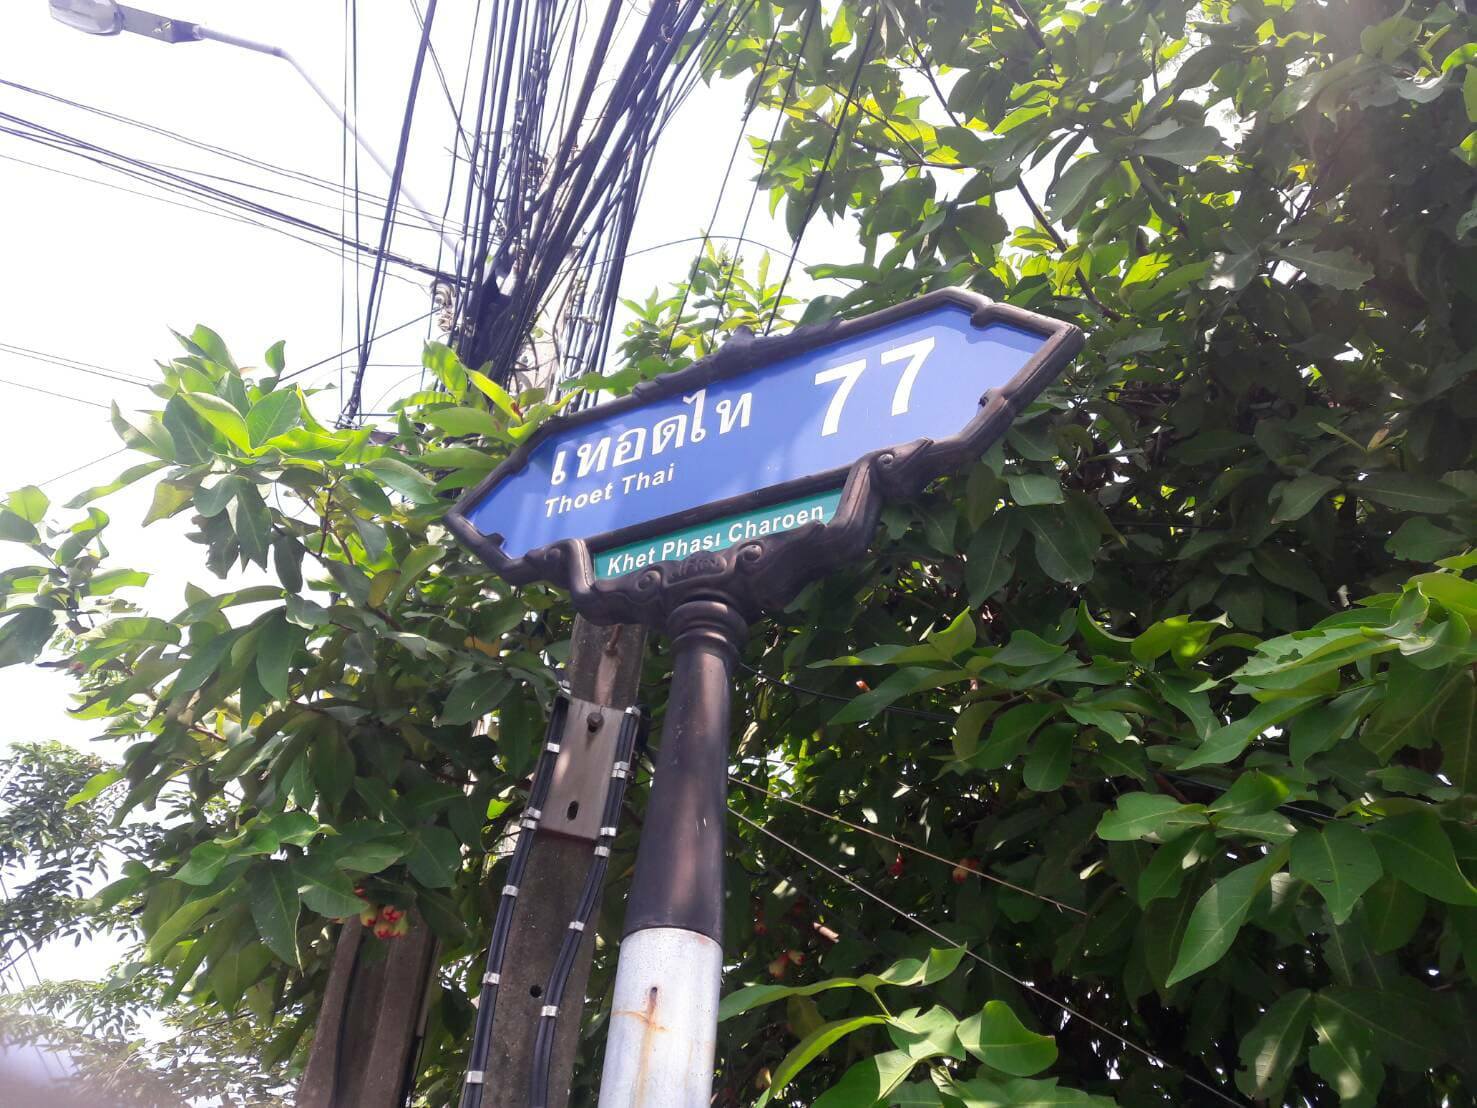 เทอดไท 77
Thoet Thai
Khet Phasi Charoen